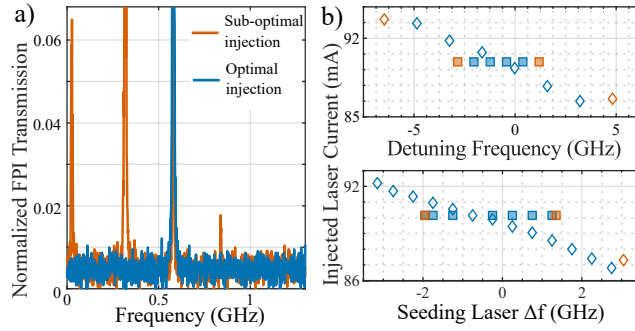 a)
Normalized FPI Transmission
0.06
0.04
0.02
0
0
0.5
1
Frequency (GHz)
Sub-optimal
injection
Optimal
injection
b)
Injected Laser Current (mA)
92
85
-5
0
5
Detuning Frequency (GHz)
92
86
-2
0
2
Seeding Laser Δf (GHz)